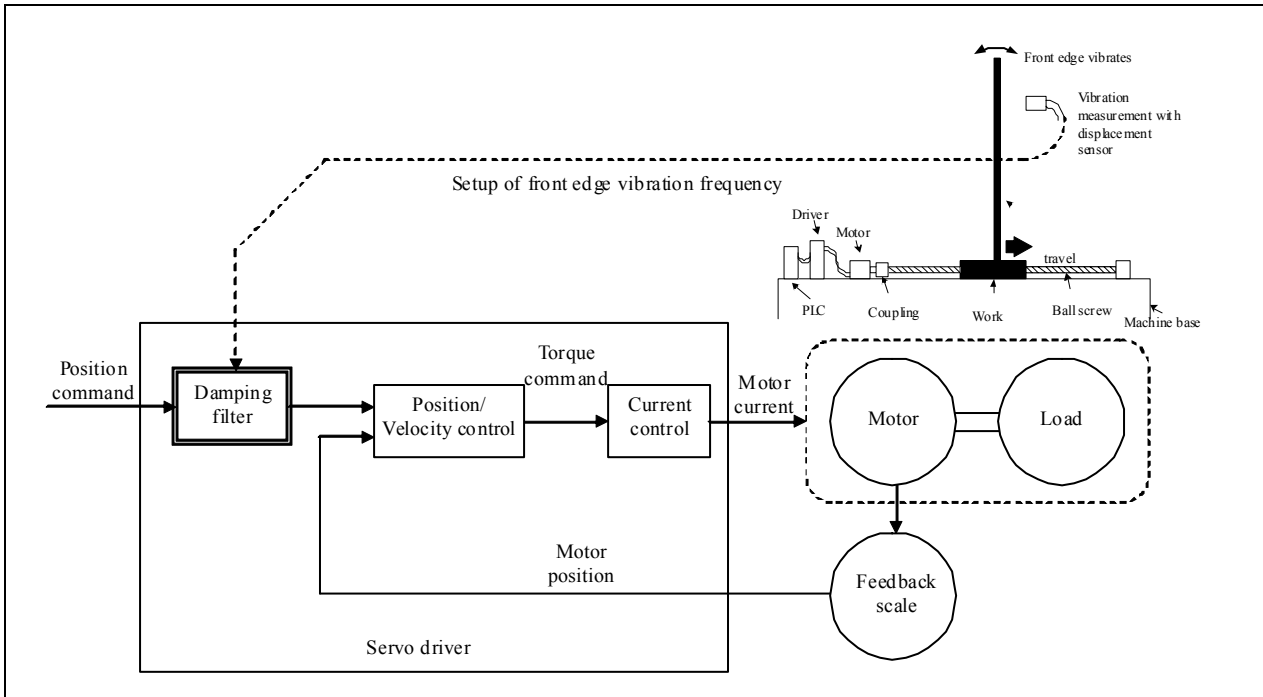 Front edge vibrates
Vibration
measurement with
displacement
sensor
Setup of front edge vibration frequency
Driver
Motor
travel
PLC
Coupling
Work
Ball screw
Machine base
Position
command
Damping
filter
Position/
Velocity control
Torque
command
Current
control
Motor
current
Motor
Load
Motor
position
Feedback
scale
Servo driver